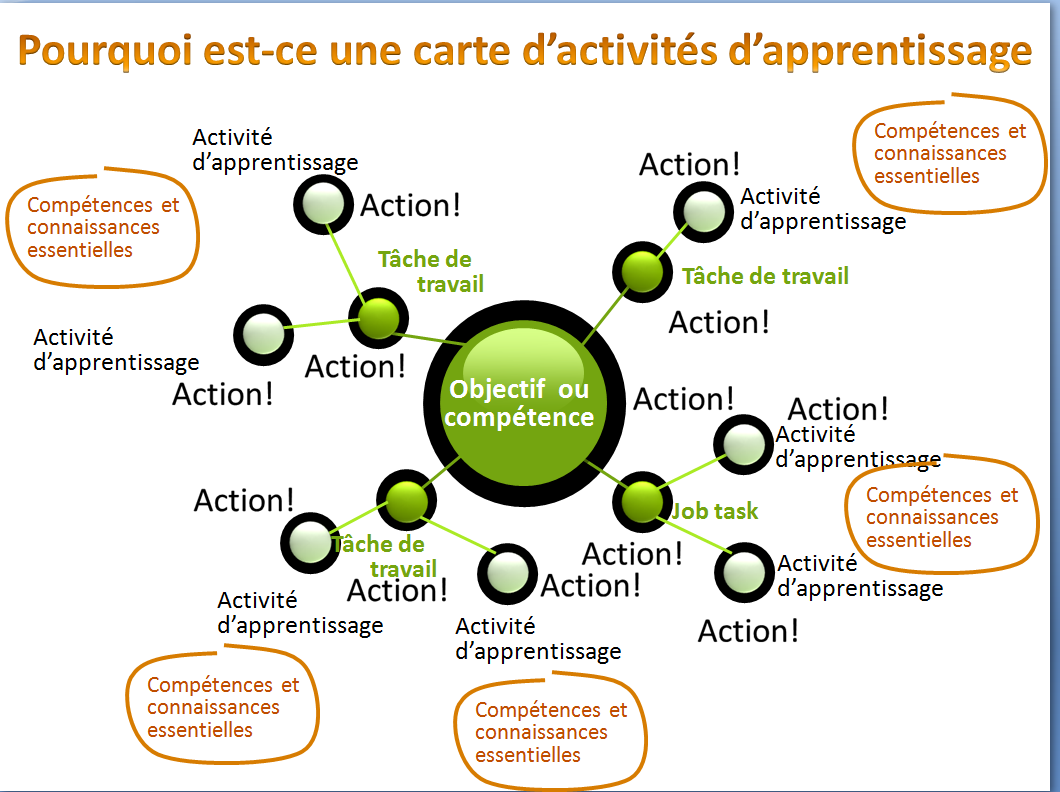 Pourquoi est-ce une carte d’activités d’apprentissage
Activité
d’apprentissage
Action!
Compétences et
connaissances
essentielles
Tâche de
travail
Activité
d’apprentissage
Action!
Action!
Action!
Activité
d’apprentissage
Compétences et
connaissances
essentielles
Tâche de travail
Action!
Objectif ou
compétence
Action!
Action!
Activité
d’apprentissage
Compétences et
connaissances
essentielles
Job task
Action!
Activité
d’apprentissage
Action!
Action!
Tâche de
travail
Action!
Action!
Activité
d’apprentissage
Activité
d’apprentissage
Compétences et
connaissances
essentielles
Compétences et
connaissances
essentielles